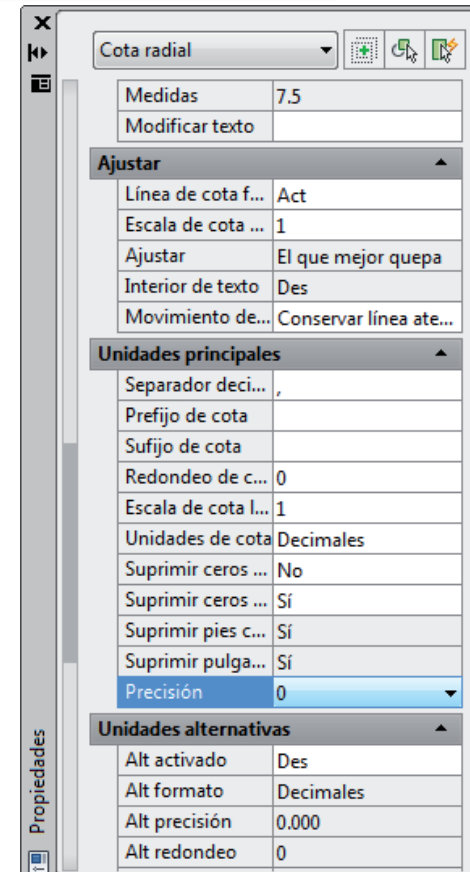 Cota radial
Medidas 7.5
Modificar texto
Ajustar
Línea de cota f... Act
Escala de cota ... 1
Ajustar El que mejor quepa
Interior de texto Des
Movimiento de... Conservar línea ate...
Unidades principales
Separador deci... ,
Prefijo de cota
Sufijo de cota
Redondeo de c... 0
Escala de cota l... 1
Unidades de cota Decimales
Suprimir ceros ... No
Suprimir ceros ... Sí
Suprimir pies c... Sí
Suprimir pulga... Sí
Precisión 0
Unidades alternativas
Alt activado Des
Alt formato Decimales
Alt precisión 0.000
Alt redondeo 0
Propiedades